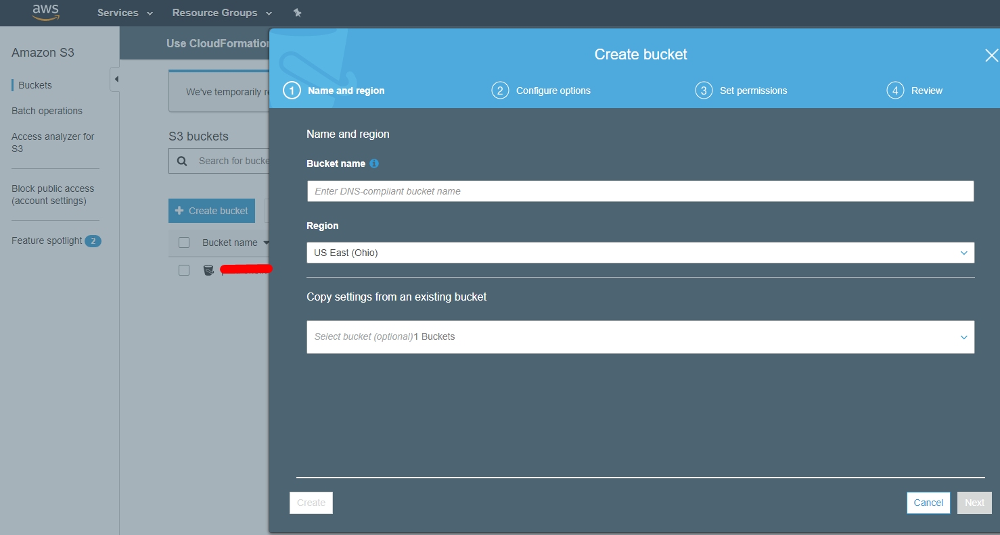 aws
Services
Resource Groups
Amazon S3
Buckets
Batch operations
Access analyzer for
S3
Block public access
(account settings)
Feature spotlight 2
Use CloudFormation
We've temporarily re
S3 buckets
Search for bucke
Create bucket
Bucket name
Create bucket
1 Name and region
2 Configure options
3 Set permissions
4 Review
Name and region
Bucket name
Enter DNS-compliant bucket name
Region
US East (Ohio)
Copy settings from an existing bucket
Select bucket (optional)1 Buckets
Create
Cancel
Next